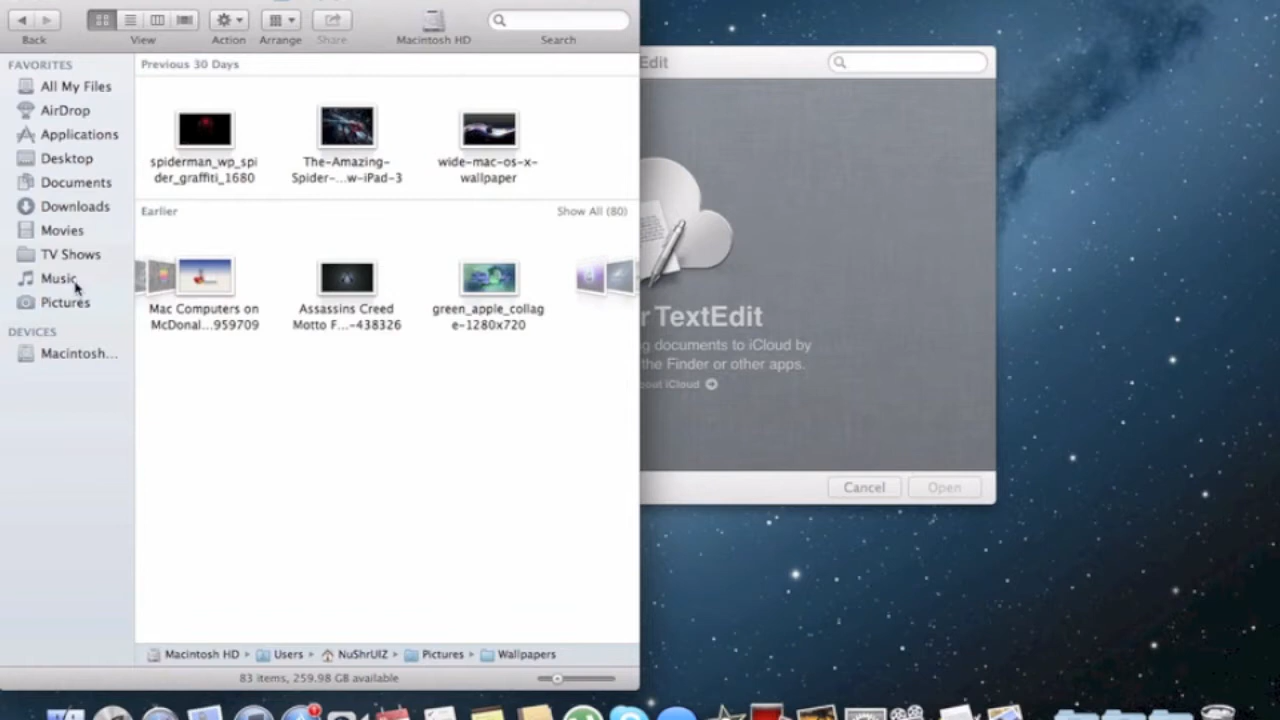 Back
View
Action
Arrange
Share
Macintosh HD
Search
FAVORITES
All My Files
AirDrop
Applications
Desktop
Documents
Downloads
Movies
TV Shows
Music
Pictures
DEVICES
Macintosh...
Previous 30 Days
spiderman_wp_spi
der_graffiti_1680
The-Amazing-
Spider-...w-iPad-3
wide-mac-os-x-
wallpaper
Earlier
Show All (80)
Mac Computers on
McDonal...959709
Assassins Creed
Motto F...-438326
green_apple_collag
e-1280x720
Macintosh HD
Users
NuShrUIZ
Pictures
Wallpapers
83 items, 259.98 GB available
Edit
r TextEdit
g documents to iCloud by
the Finder or other apps.
out iCloud
Cancel
Open